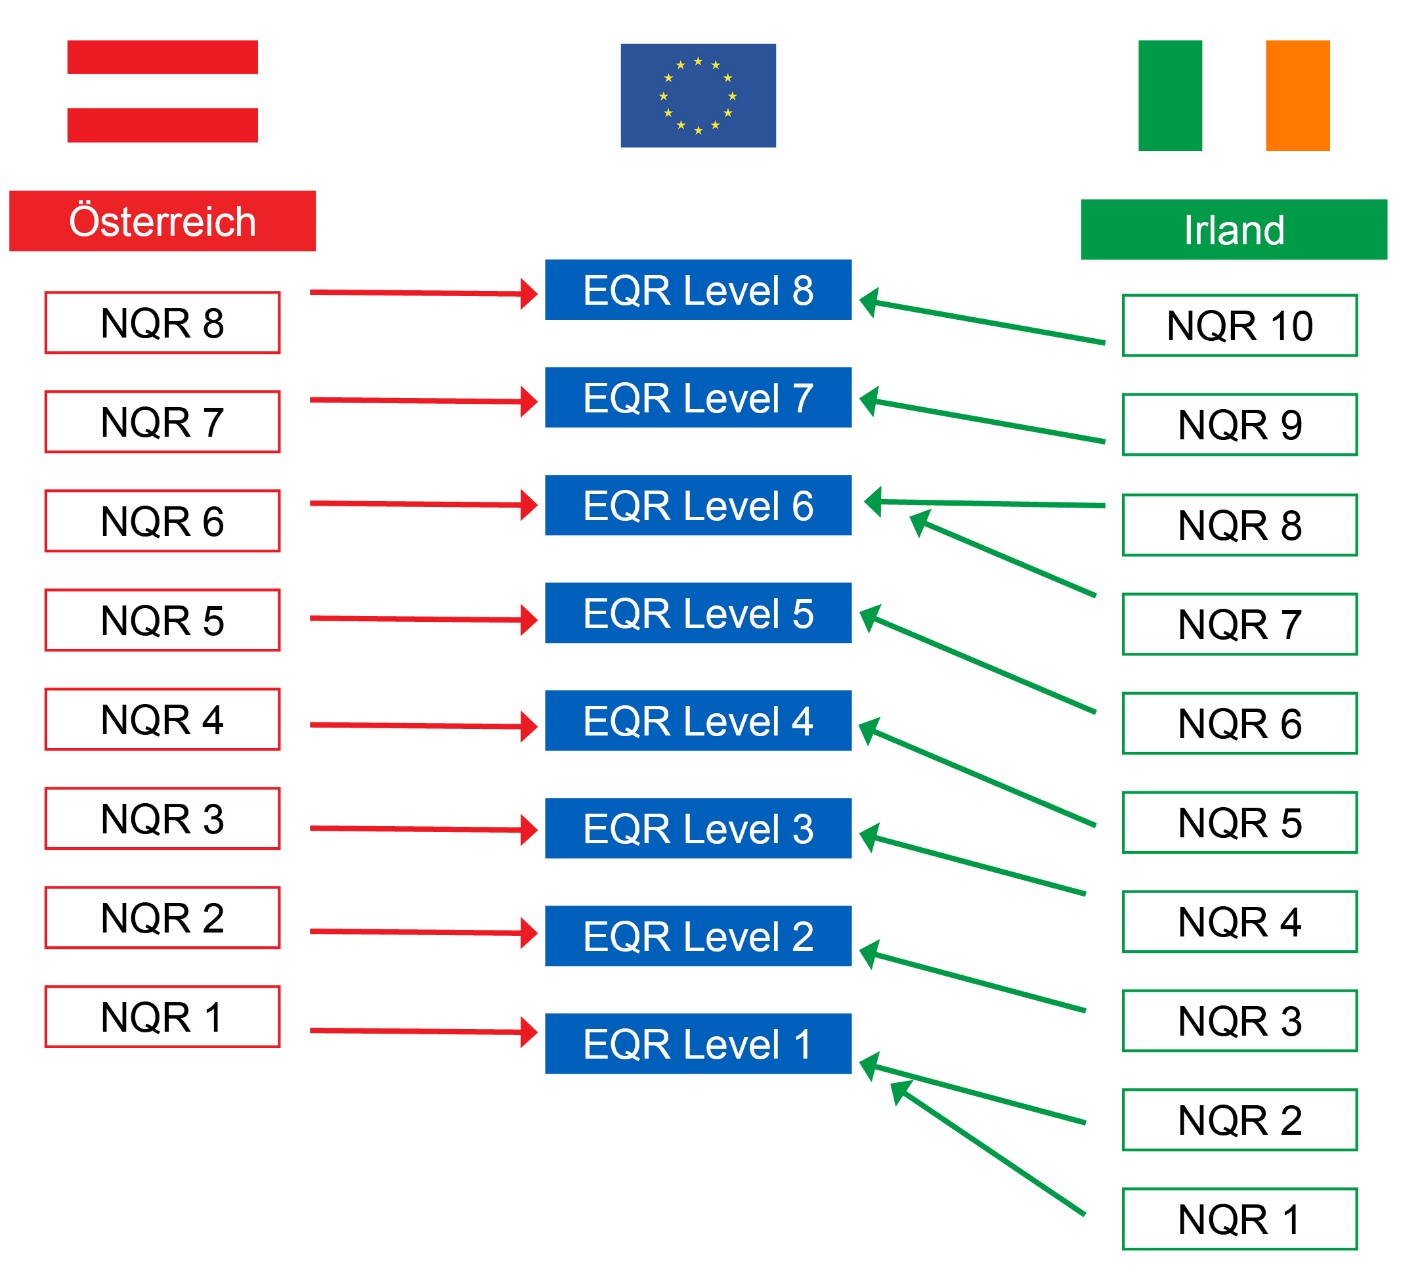 Österreich
NQR 8
NQR 7
NQR 6
NQR 5
NQR 4
NQR 3
NQR 2
NQR 1
EQR Level 8
EQR Level 7
EQR Level 6
EQR Level 5
EQR Level 4
EQR Level 3
EQR Level 2
EQR Level 1
Irland
NQR 10
NQR 9
NQR 8
NQR 7
NQR 6
NQR 5
NQR 4
NQR 3
NQR 2
NQR 1